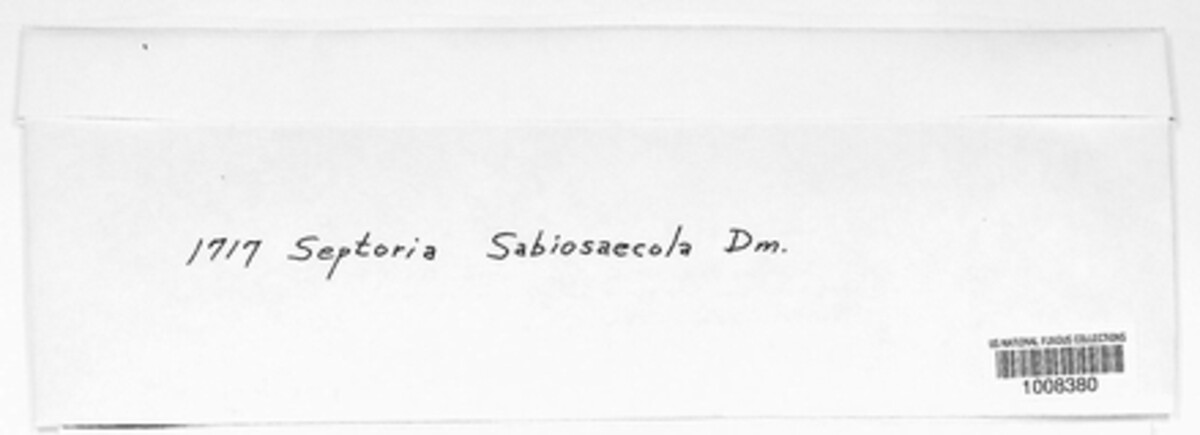 1717 Septoria Sabiosaecola Dm.
US NATIONAL FUNGUS COLLECTIONS
1008380